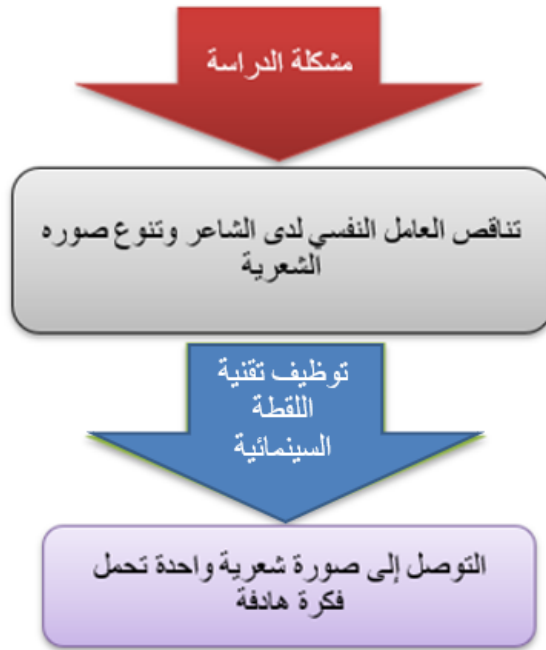 مشكلة الدراسة
تناقص العامل النفسي لدى الشاعر وتنوع صوره
الشعرية
توظيف تقنية
اللقطة
السينمائية
التوصل إلى صورة شعرية واحدة تحمل
فكرة هادفة